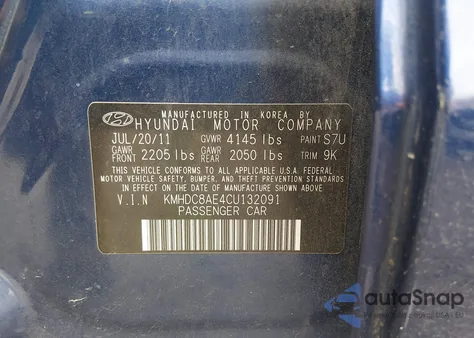 MANUFACTURED IN KOREA BY
HYUNDAI MOTOR COMPANY
JUL/20/11 GVWR 4145 lbs PAINT S7U
GAWR FRONT 2205 lbs GAWR REAR 2050 lbs TRIM 9K
THIS VEHICLE CONFORMS TO ALL APPLICABLE U.S.A FEDERAL
MOTOR VEHICLE SAFETY, BUMPER, AND THEFT PREVENTION
STANDARDS IN EFFECT ON THE DATE OF MANUFACTURE SHOWN ABOVE.
V.I.N KMHDC8AE4CU132091
PASSENGER CAR
autoSnap